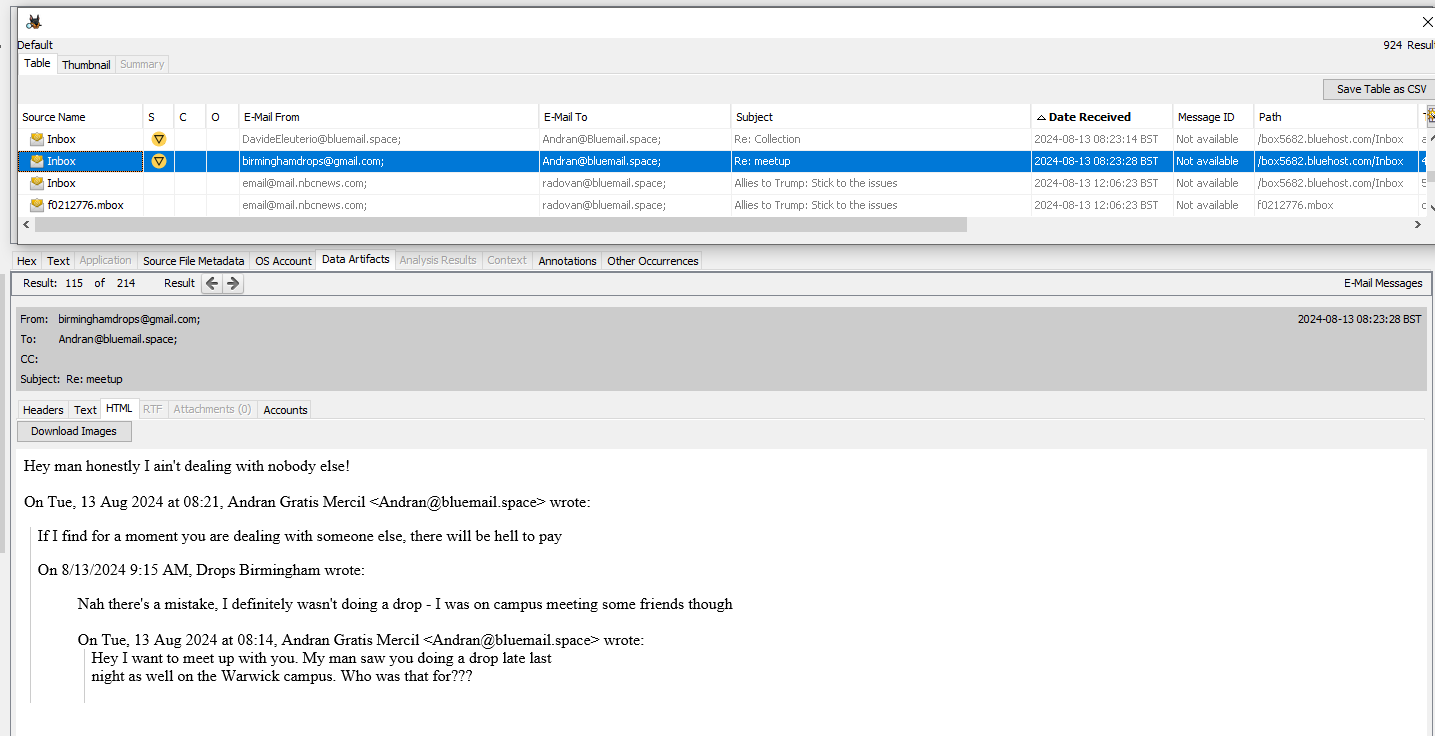 Default
924 Result
Table Thumbnail Summary
Save Table as CSV
Source Name S C O E-Mail From E-Mail To Subject Date Received Message ID Path
Inbox DavideEleuterio@bluemail.space; Andran@Bluemail.space; Re: Collection 2024-08-13 08:23:14 BST Not available /box5682.bluehost.com/Inbox
Inbox birminghamdrops@gmail.com; Andran@bluemail.space; Re: meetup 2024-08-13 08:23:28 BST Not available /box5682.bluehost.com/Inbox
Inbox email@mail.nbcnews.com; radovan@bluemail.space; Allies to Trump: Stick to the issues 2024-08-13 12:06:23 BST Not available /box5682.bluehost.com/Inbox
f0212776.mbox email@mail.nbcnews.com; radovan@bluemail.space; Allies to Trump: Stick to the issues 2024-08-13 12:06:23 BST Not available f0212776.mbox
Hex Text Application Source File Metadata OS Account Data Artifacts Analysis Results Context Annotations Other Occurrences
Result: 115 of 214 Result E-Mail Messages
From: birminghamdrops@gmail.com; 2024-08-13 08:23:28 BST
To: Andran@bluemail.space;
CC:
Subject: Re: meetup
Headers Text HTML RTF Attachments (0) Accounts
Download Images
Hey man honestly I ain't dealing with nobody else!
On Tue, 13 Aug 2024 at 08:21, Andran Gratis Mercil <Andran@bluemail.space> wrote:
If I find for a moment you are dealing with someone else, there will be hell to pay
On 8/13/2024 9:15 AM, Drops Birmingham wrote:
Nah there's a mistake, I definitely wasn't doing a drop - I was on campus meeting some friends though
On Tue, 13 Aug 2024 at 08:14, Andran Gratis Mercil <Andran@bluemail.space> wrote:
Hey I want to meet up with you. My man saw you doing a drop late last
night as well on the Warwick campus. Who was that for???